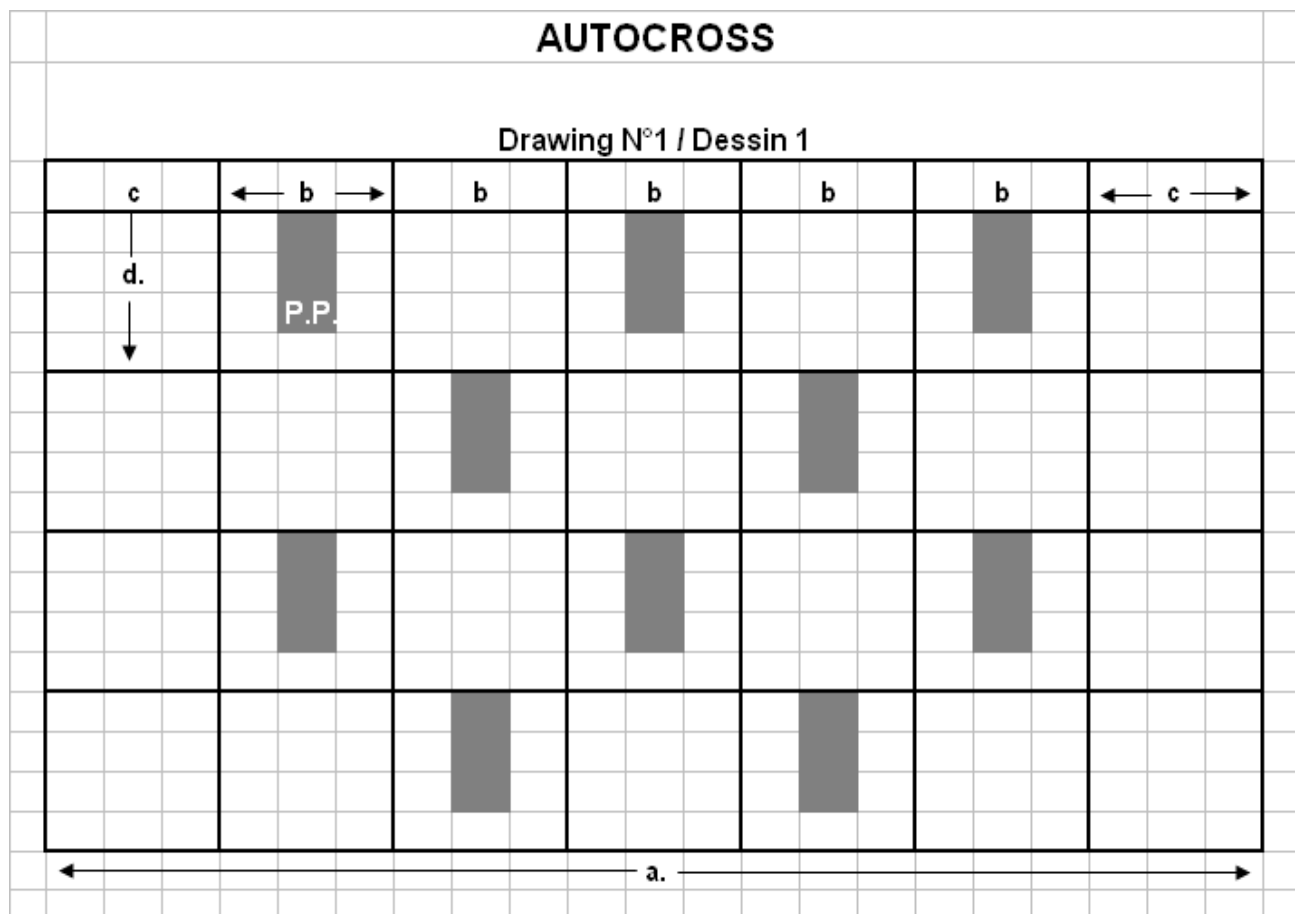 AUTOCROSS
Drawing N°1 / Dessin 1
c b b b b b c
d.
P.P.
a.